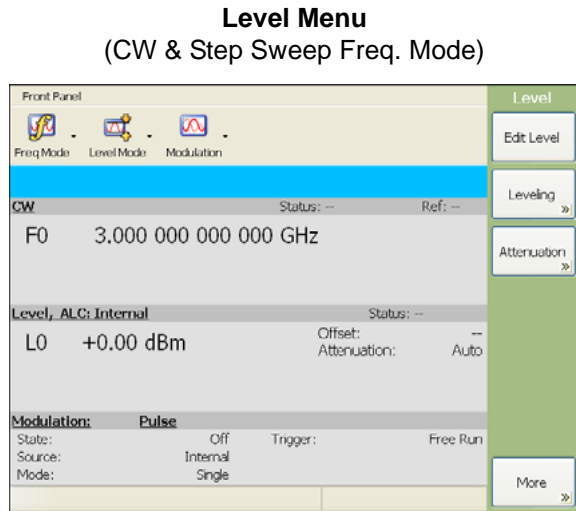 Level Menu
(CW & Step Sweep Freq. Mode)
Front Panel
Level
Freq Mode Level Mode Modulation
Edit Level
Leveling »
Attenuation »
CW Status: -- Ref: --
F0 3.000 000 000 000 GHz
Level, ALC: Internal Status: --
L0 +0.00 dBm
Offset: --
Attenuation: Auto
Modulation: Pulse
State: Off Trigger: Free Run
Source: Internal
Mode: Single
More »